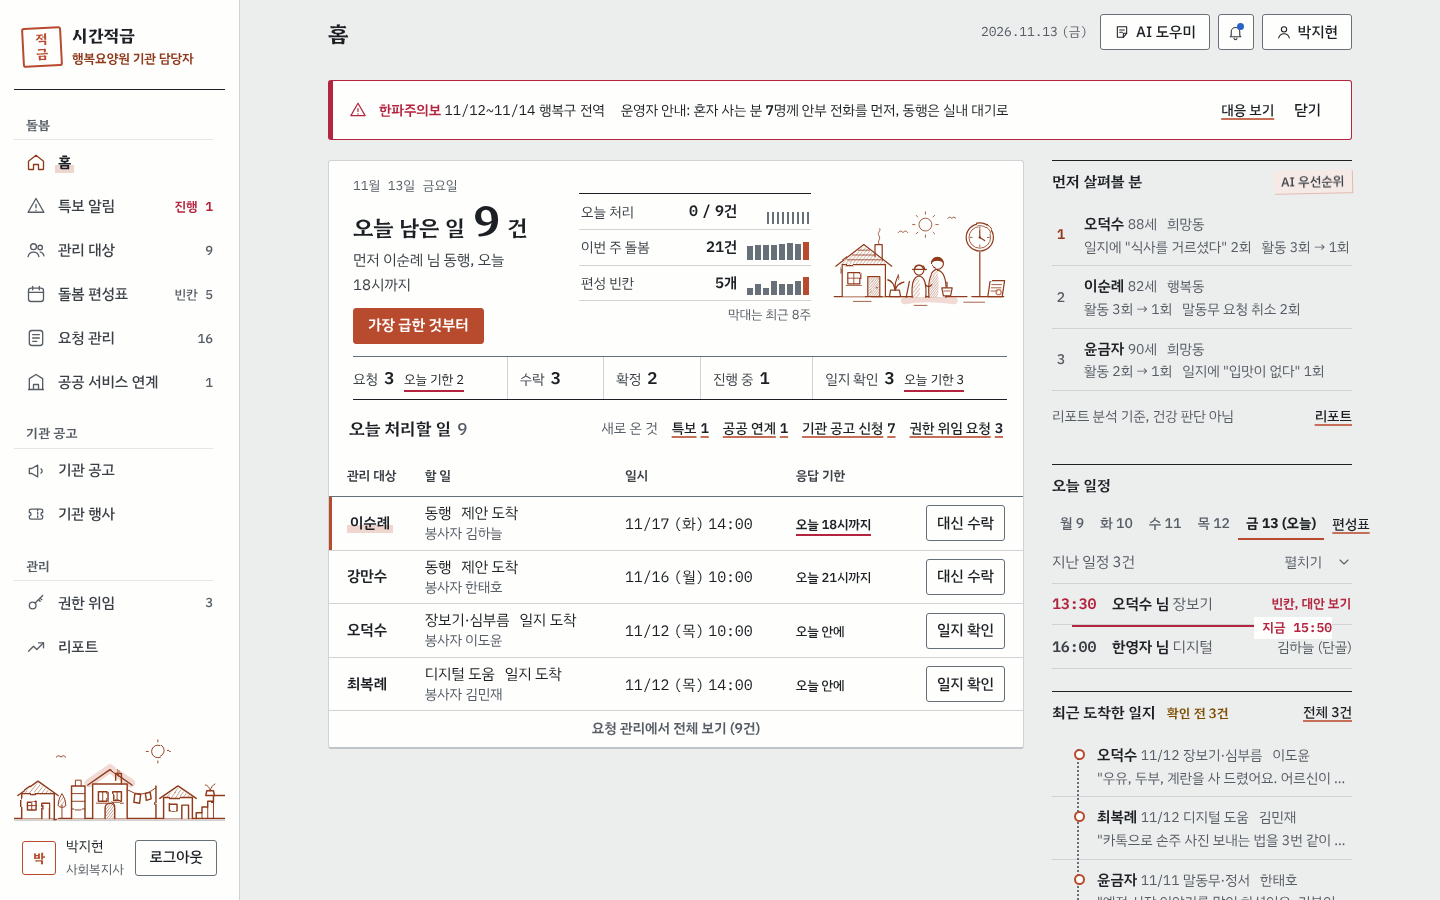 적금
시간적금
행복요양원 기관 담당자
돌봄
홈
특보 알림 진행 1
관리 대상 9
돌봄 편성표 빈칸 5
요청 관리 16
공공 서비스 연계 1
기관 공고
기관 공고
기관 행사
관리
권한 위임 3
리포트
박
박지현
사회복지사
로그아웃
홈
2026.11.13 (금)
AI 도우미
박지현
한파주의보 11/12~11/14 행복구 전역 운영자 안내: 혼자 사는 분 7명께 안부 전화를 먼저, 동행은 실내 대기로
대응 보기
닫기
11월 13일 금요일
오늘 남은 일 9 건
먼저 이순례 님 동행, 오늘
18시까지
가장 급한 것부터
오늘 처리 0 / 9건
이번 주 돌봄 21건
편성 빈칸 5개
막대는 최근 8주
요청 3 오늘 기한 2
수락 3
확정 2
진행 중 1
일지 확인 3 오늘 기한 3
오늘 처리할 일 9
새로 온 것 특보 1 공공 연계 1 기관 공고 신청 7 권한 위임 요청 3
관리 대상 할 일 일시 응답 기한
이순례 동행 제안 도착 11/17 (화) 14:00 오늘 18시까지 대신 수락
봉사자 김하늘
강만수 동행 제안 도착 11/16 (월) 10:00 오늘 21시까지 대신 수락
봉사자 한태호
오덕수 장보기·심부름 일지 도착 11/12 (목) 10:00 오늘 안에 일지 확인
봉사자 이도윤
최복례 디지털 도움 일지 도착 11/12 (목) 14:00 오늘 안에 일지 확인
봉사자 김민재
요청 관리에서 전체 보기 (9건)
먼저 살펴볼 분 AI 우선순위
1 오덕수 88세 희망동
일지에 "식사를 거르셨다" 2회 활동 3회 → 1회
2 이순례 82세 행복동
활동 3회 → 1회 말동무 요청 취소 2회
3 윤금자 90세 희망동
활동 2회 → 1회 일지에 "입맛이 없다" 1회
리포트 분석 기준, 건강 판단 아님 리포트
오늘 일정
월 9 화 10 수 11 목 12 금 13 (오늘) 편성표
지난 일정 3건 펼치기
13:30 오덕수 님 장보기 빈칸, 대안 보기
지금 15:50
16:00 한영자 님 디지털 김하늘 (단골)
최근 도착한 일지 확인 전 3건 전체 3건
오덕수 11/12 장보기·심부름 이도윤
"우유, 두부, 계란을 사 드렸어요. 어르신이 ...
최복례 11/12 디지털 도움 김민재
"카톡으로 손주 사진 보내는 법을 3번 같이 ...
윤금자 11/11 말동무·정서 한태호